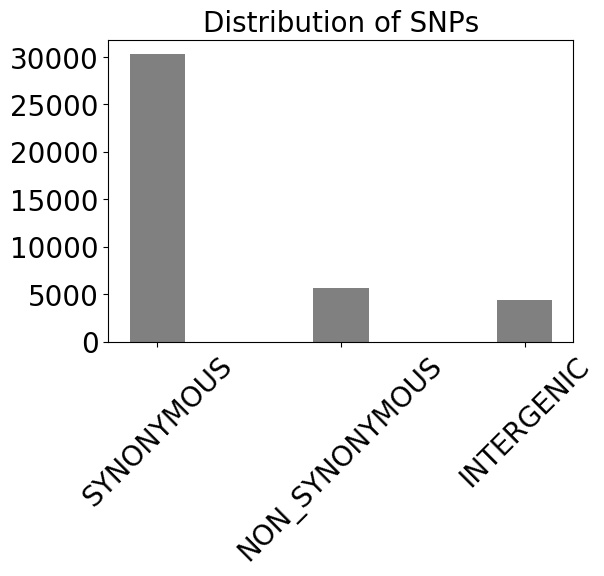 Distribution of SNPs
30000
25000
20000
15000
10000
5000
0
SYNONYMOUS
NON_SYNONYMOUS
INTERGENIC